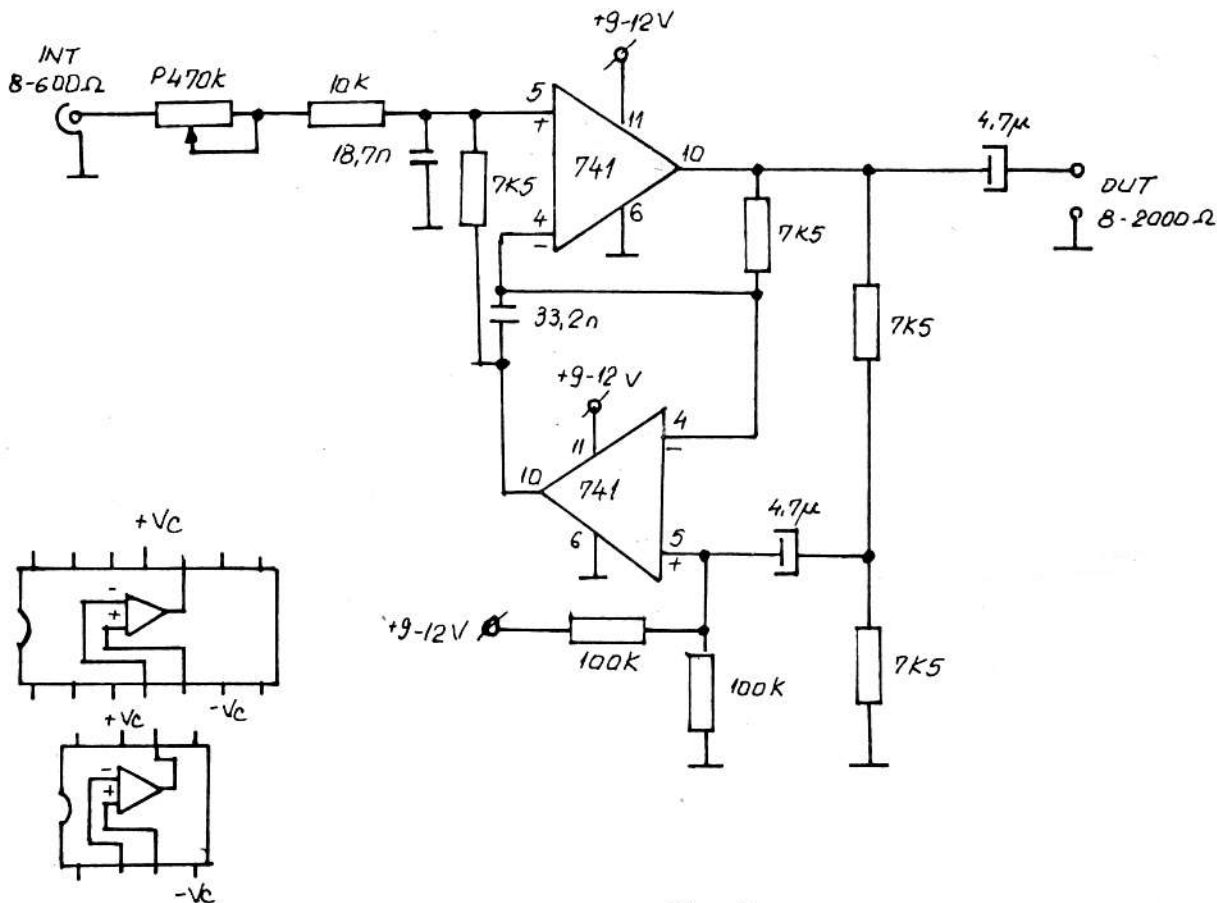 +9-12V
INT
8-600Ω
P470K
10K
5
+
11
18,7n
7K5
741
10
4,7µ
4
-
6
7K5
OUT
8-2000Ω
33,2n
7K5
+9-12V
4
11
-
10
741
4,7µ
6
5
+
+VC
-
+
+9-12V
100K
100K
7K5
-VC
+VC
-
+
-VC